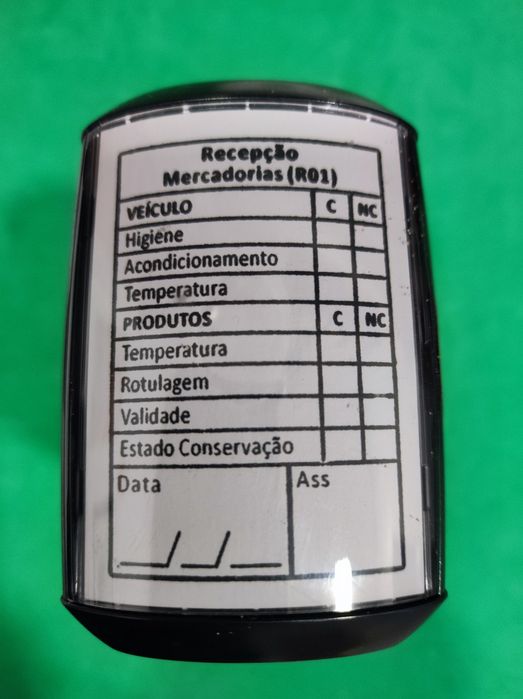 Recepção
Mercadorias (R01)
VEÍCULO C NC
Higiene
Acondicionamento
Temperatura
PRODUTOS C NC
Temperatura
Rotulagem
Validade
Estado Conservação
Data Ass
__/__/__